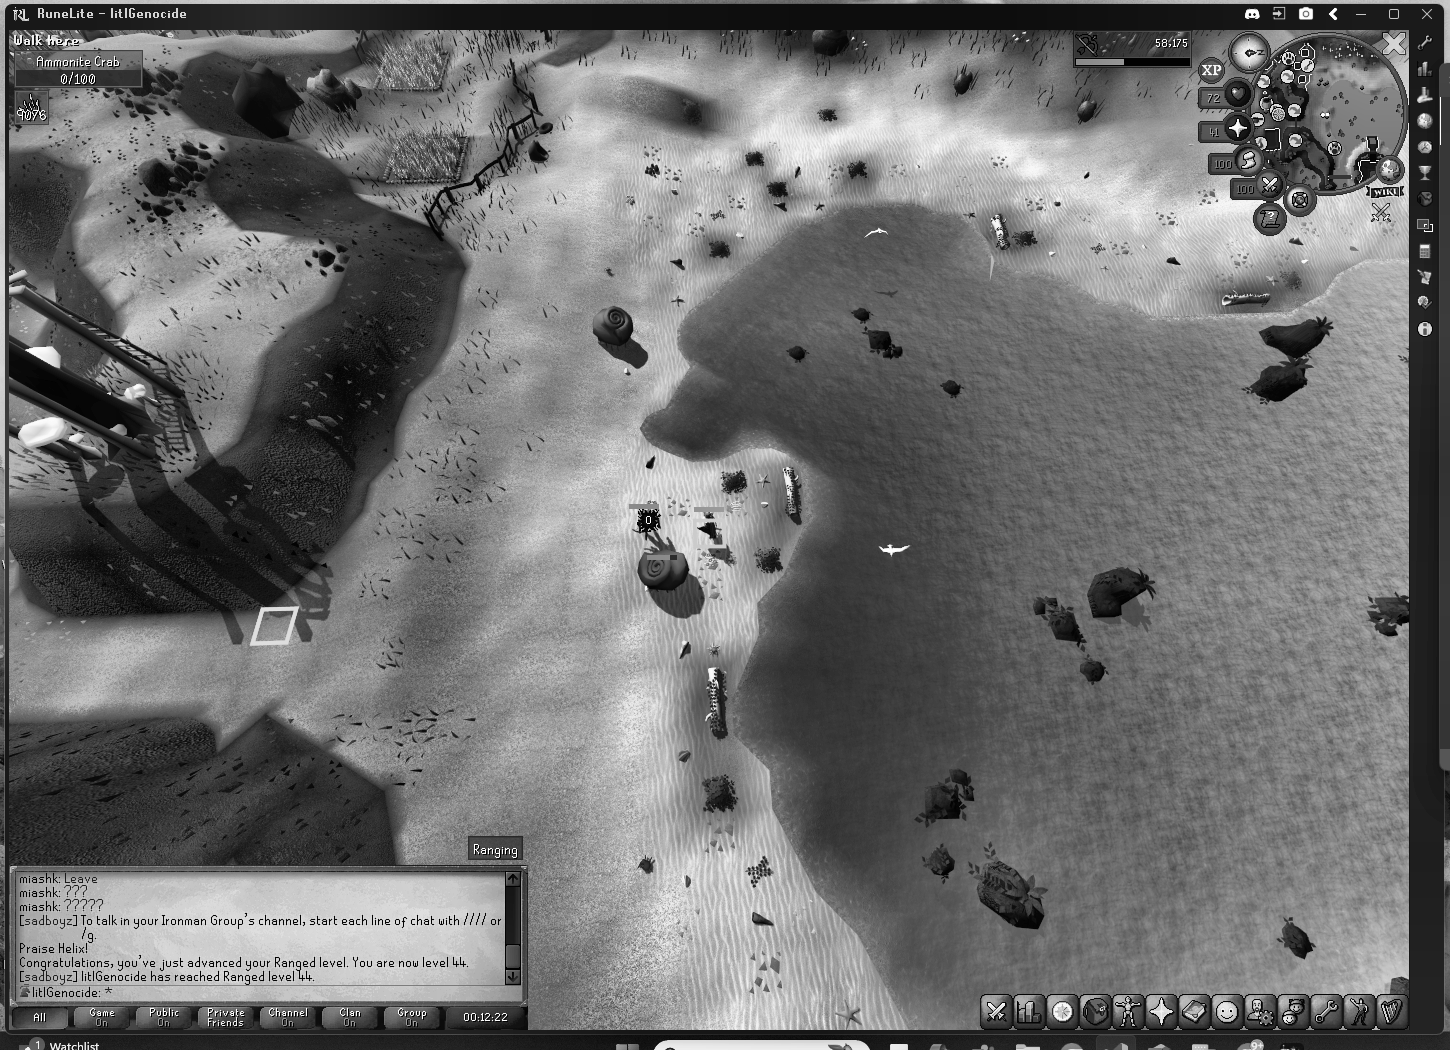 RuneLite - litlGenocide
Walk here
Ammonite Crab
0/100
58,175
XP
72
41
100
100
WIKI
0
Ranging
miashk: Leave
miashk: ???
miashk: ?????
[sadboyz] To talk in your Ironman Group's channel, start each line of chat with //// or
/g.
Praise Helix!
Congratulations, you've just advanced your Ranged level. You are now level 44.
[sadboyz] litlGenocide has reached Ranged level 44.
litlGenocide: *
All
Game
On
Public
On
Private
Friends
Channel
On
Clan
On
Group
On
00:12:22
1
Watchlist
9+